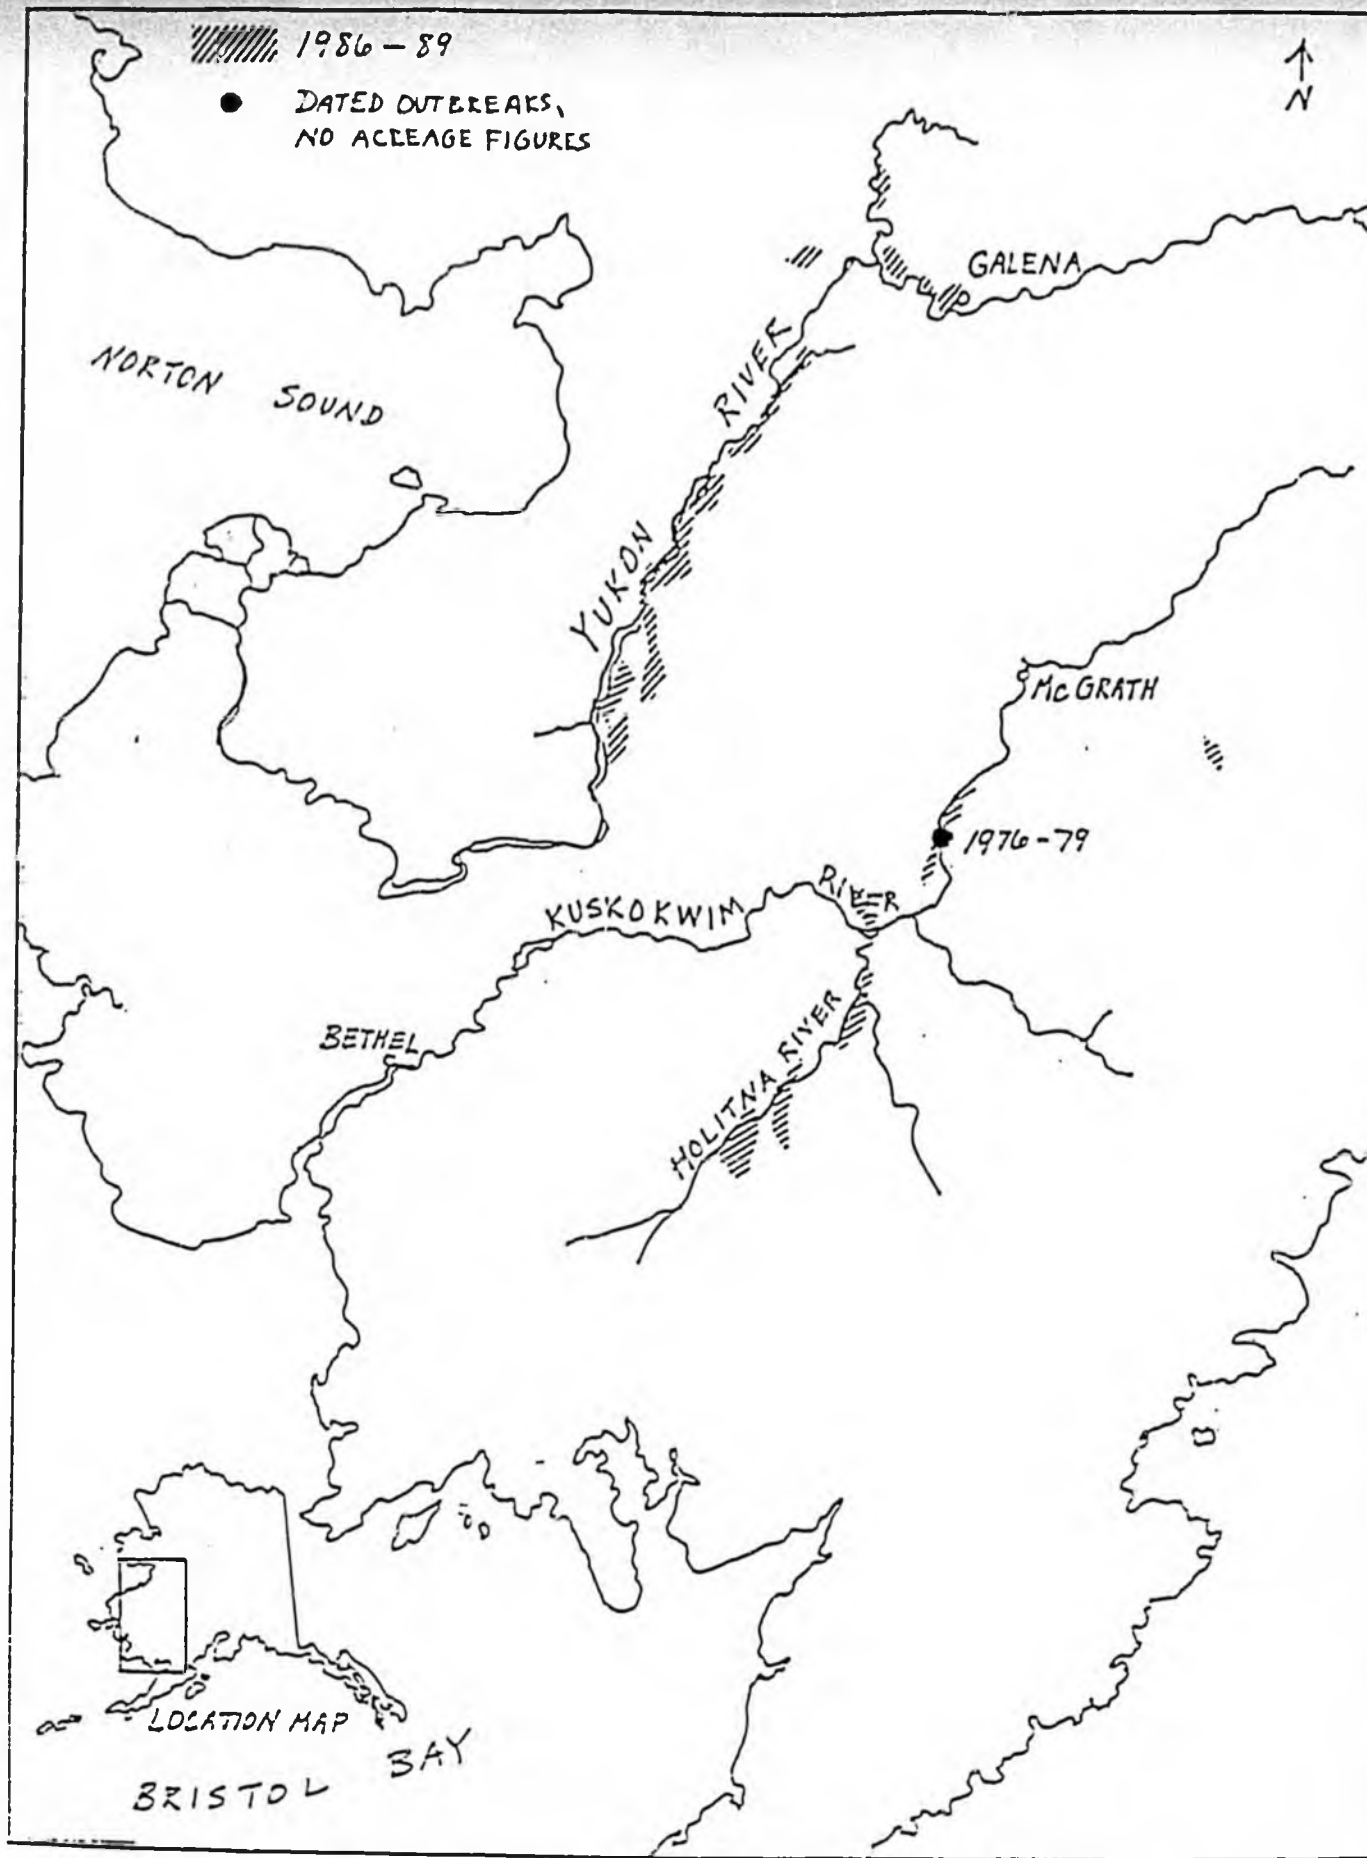 1986-89
DATED OUTBREAKS,
NO ACREAGE FIGURES
N
GALENA
NORTON SOUND
YUKON RIVER
McGRATH
1976-79
KUSKOKWIM RIVER
BETHEL
HOLITNA RIVER
LOCATION MAP
BRISTOL BAY